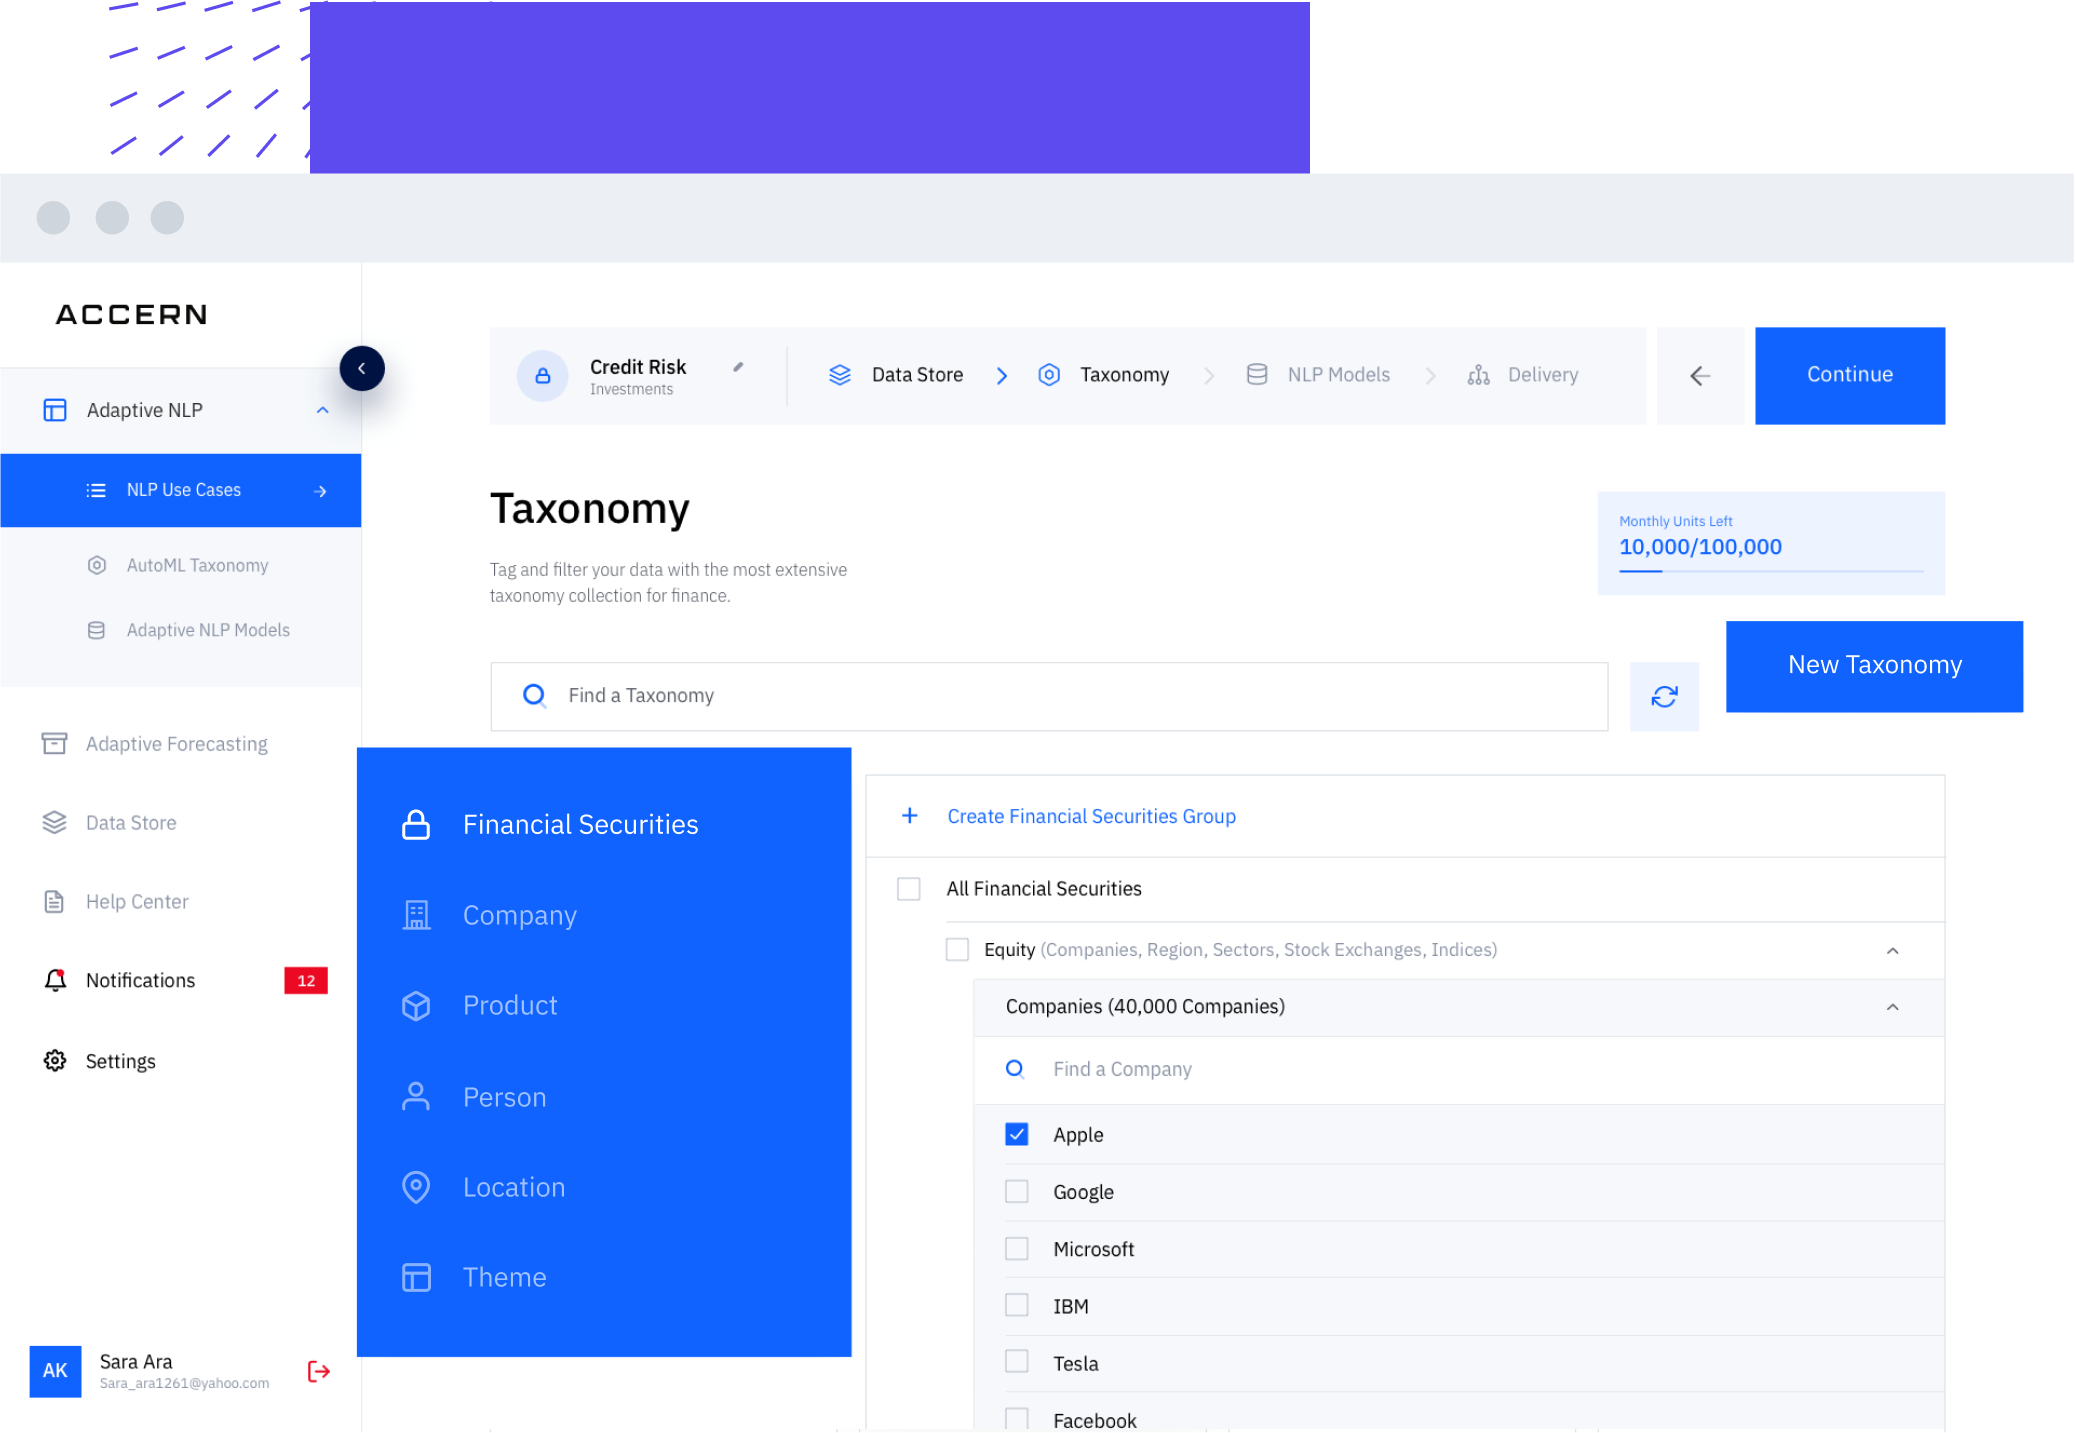 ACCERN
Adaptive NLP
NLP Use Cases
AutoML Taxonomy
Adaptive NLP Models
Adaptive Forecasting
Data Store
Help Center
Notifications
12
Settings
AK
Sara Ara
Sara_ara1261@yahoo.com
Credit Risk
Investments
Data Store
Taxonomy
NLP Models
Delivery
Continue
Taxonomy
Tag and filter your data with the most extensive
taxonomy collection for finance.
Monthly Units Left
10,000/100,000
Find a Taxonomy
New Taxonomy
Financial Securities
Company
Product
Person
Location
Theme
Create Financial Securities Group
All Financial Securities
Equity (Companies, Region, Sectors, Stock Exchanges, Indices)
Companies (40,000 Companies)
Find a Company
Apple
Google
Microsoft
IBM
Tesla
Facebook